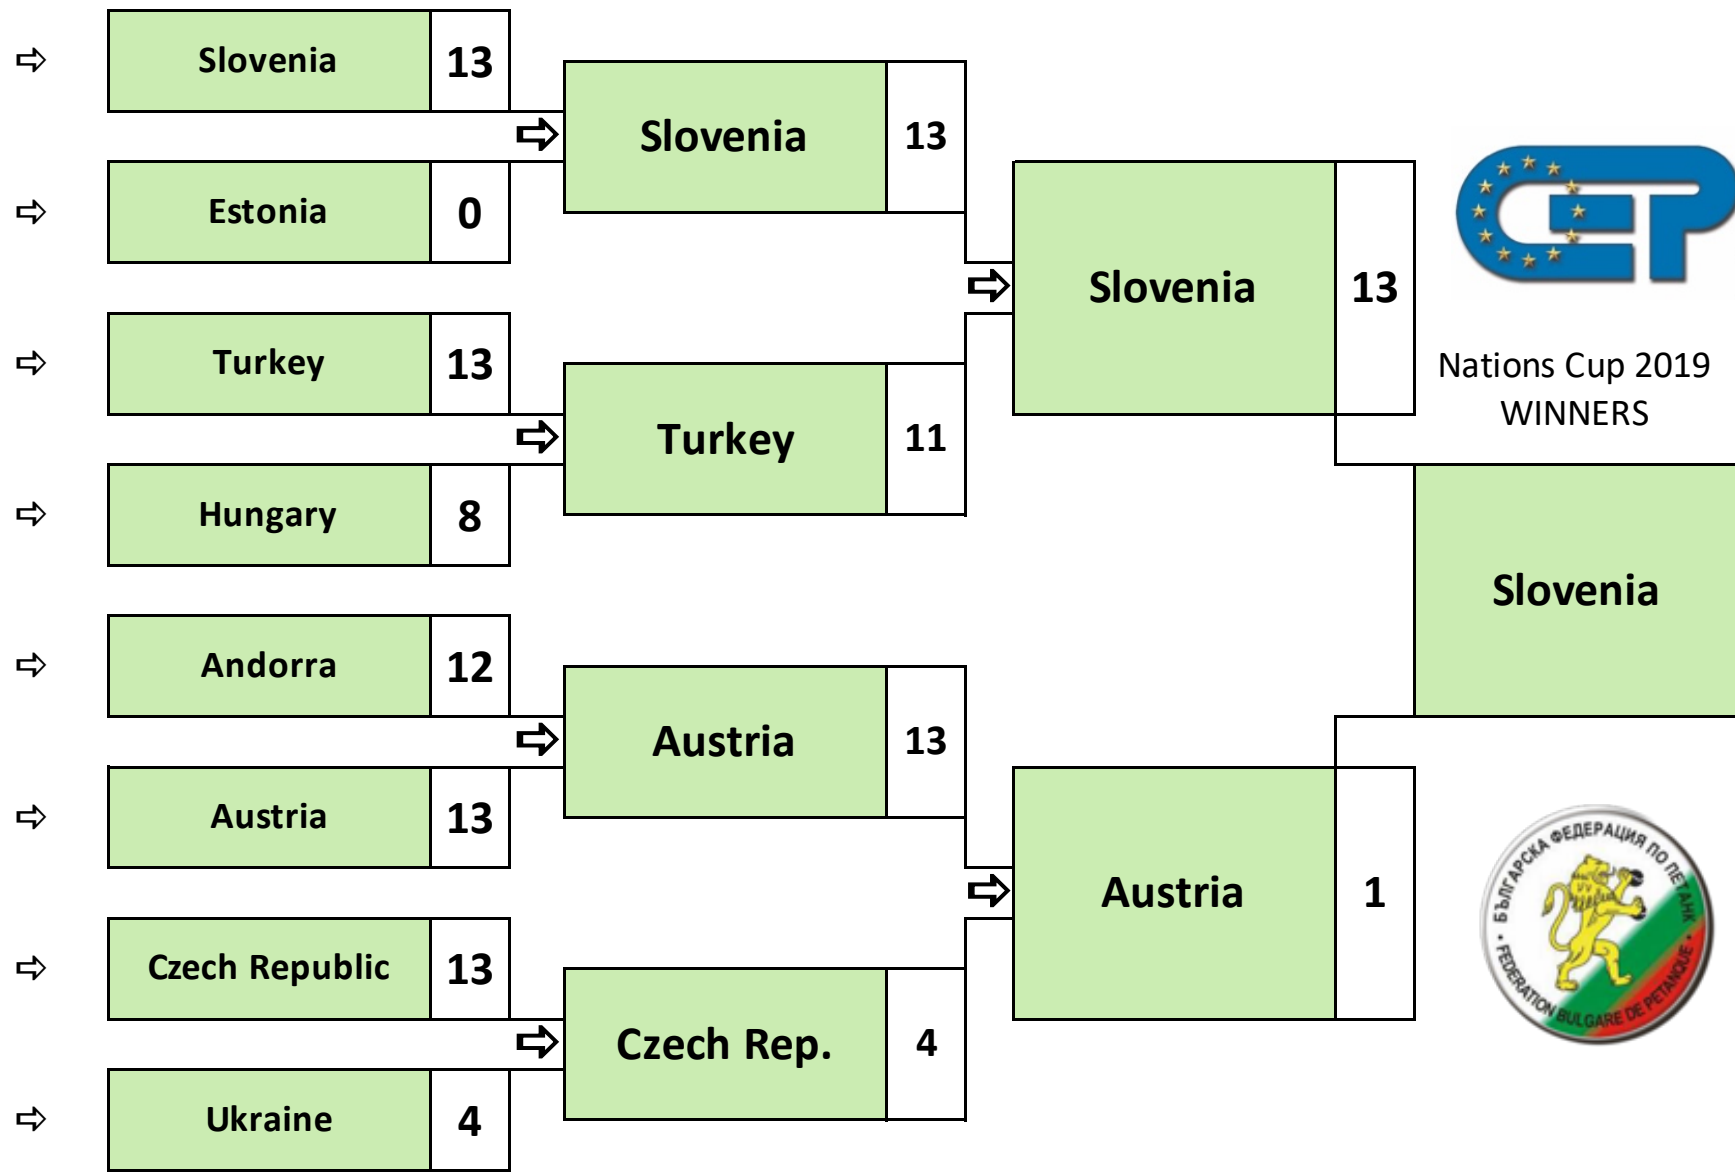 Slovenia 13
Estonia 0
Turkey 13
Hungary 8
Andorra 12
Austria 13
Czech Republic 13
Ukraine 4
Slovenia 13
Turkey 11
Austria 13
Czech Rep. 4
Slovenia 13
Austria 1
CEP
Nations Cup 2019
WINNERS
Slovenia
БЪЛГАРСКА ФЕДЕРАЦИЯ ПО ПЕТАНК
FEDERATION BULGARE DE PETANQUE